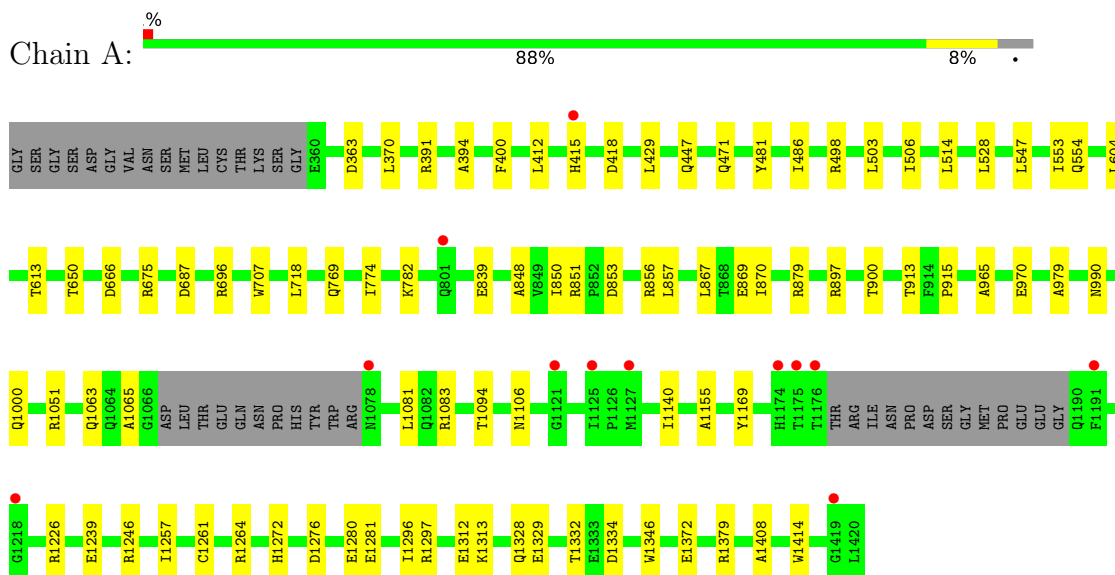 %
Chain A:
88% 8% •
GLY SER GLY SER ASP GLY VAL ASN SER MET LEU CYS THR LYS SER GLY E360 D363 L370 R391 A394 F400 L412 H415 D418 L429 Q447 Q471 Y481 I486 R498 L503 I506 L514 L528 L547 I553 Q554 L604
T613 T650 D666 R675 D687 R696 W707 L718 Q769 I774 K782 Q801 E839 A848 V849 I850 R851 P852 D853 R856 L857 L867 T868 E869 I870 R879 R897 T900 T913 F914 P915 A965 E970 A979 N990
Q1000 R1051 Q1063 Q1064 A1065 G1066 ASP LEU THR GLU GLN ASN PRO HIS TYR TRP ARG N1078 L1081 Q1082 R1083 T1094 N1106 G1121 I1125 P1126 M1127 I1140 A1155 Y1169 H1174 T1175 T1176 THR ARG ILE ASN PRO ASP SER GLY MET PRO GLU GLU GLY Q1190 F1191
G1218 R1226 E1239 R1246 I1257 C1261 R1264 H1272 D1276 E1280 E1281 I1296 R1297 E1312 K1313 Q1328 E1329 T1332 E1333 D1334 W1346 E1372 R1379 A1408 W1414 G1419 L1420